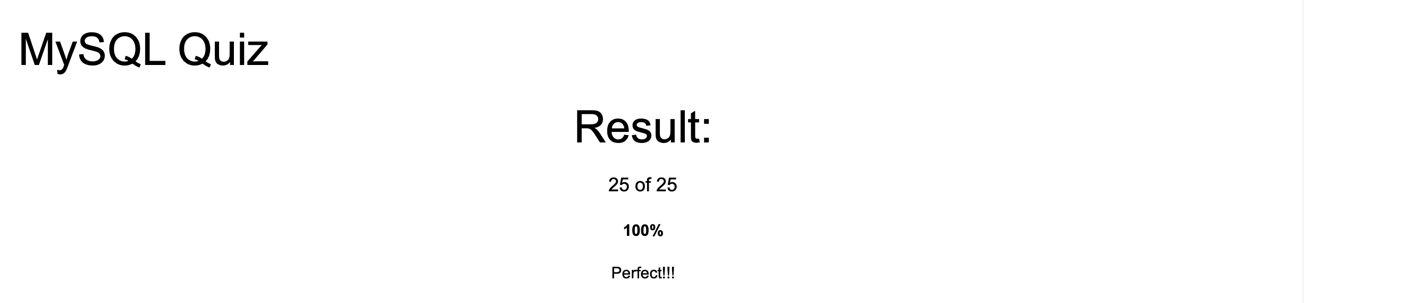 MySQL Quiz
Result:
25 of 25
100%
Perfect!!!